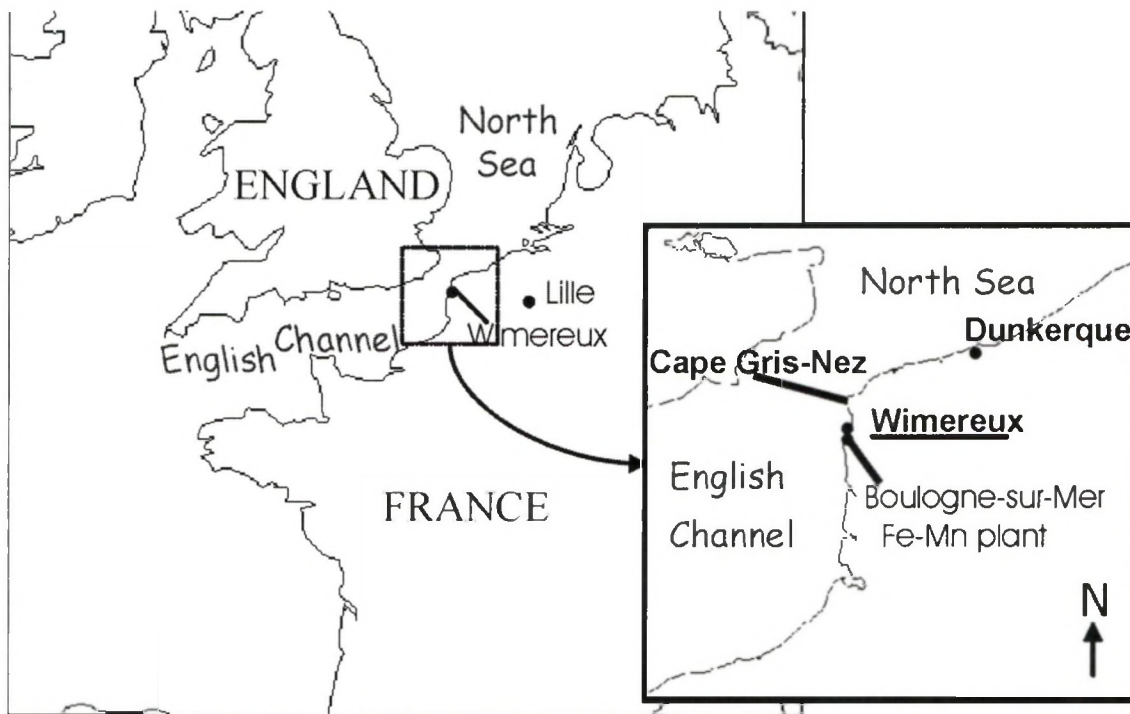 North
Sea
ENGLAND
Lille
Wimereux
English Channel
FRANCE
North Sea
Dunkerque
Cape Gris-Nez
Wimereux
English
Channel
Boulogne-sur-Mer
Fe-Mn plant
N